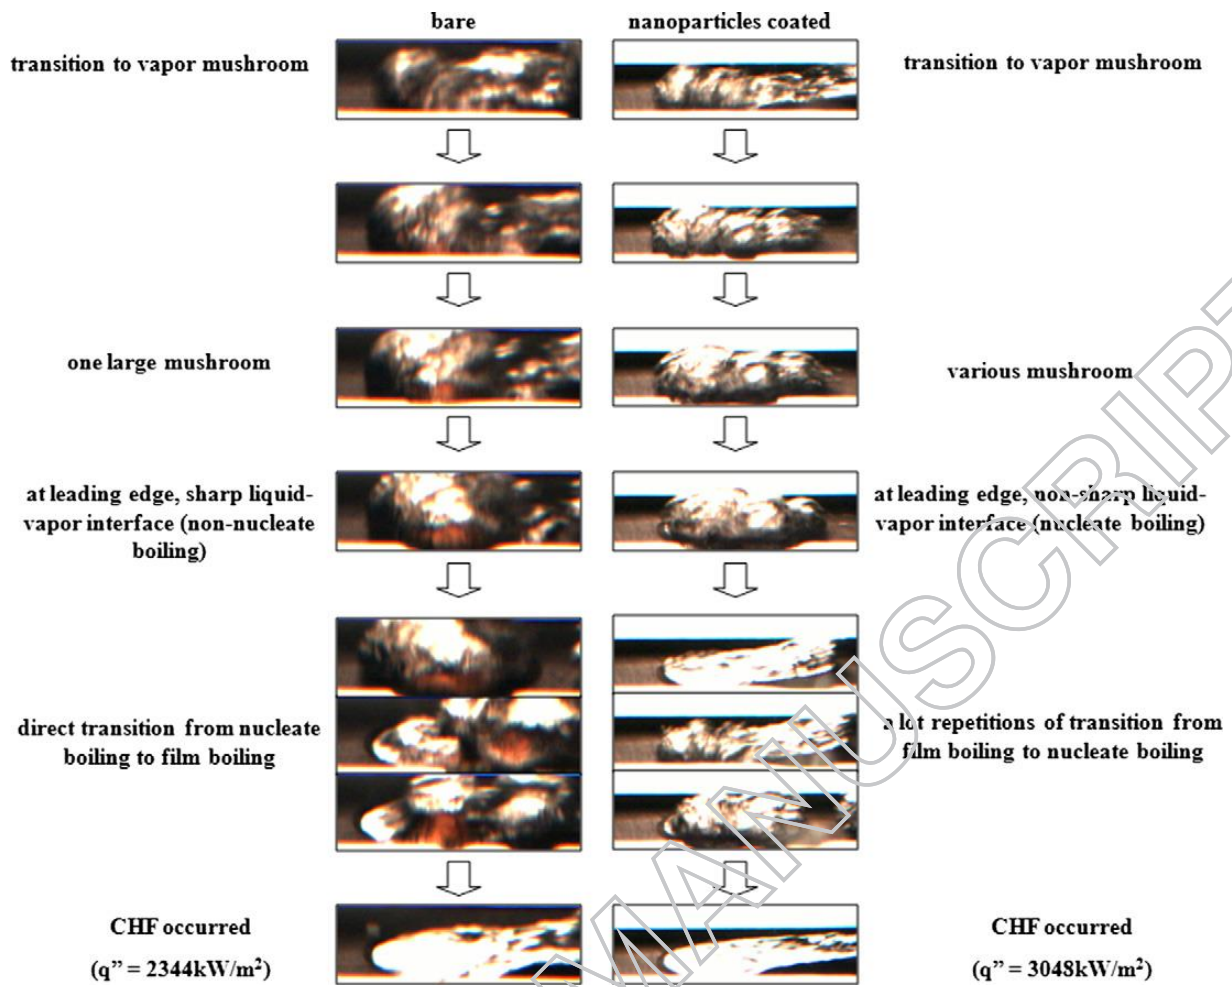 bare
nanoparticles coated
transition to vapor mushroom
transition to vapor mushroom
one large mushroom
various mushroom
at leading edge, sharp liquid-
vapor interface (non-nucleate
boiling)
at leading edge, non-sharp liquid-
vapor interface (nucleate boiling)
direct transition from nucleate
boiling to film boiling
a lot repetitions of transition from
film boiling to nucleate boiling
CHF occurred
(q” = 2344kW/m²)
CHF occurred
(q” = 3048kW/m²)
MANUSCRIPT